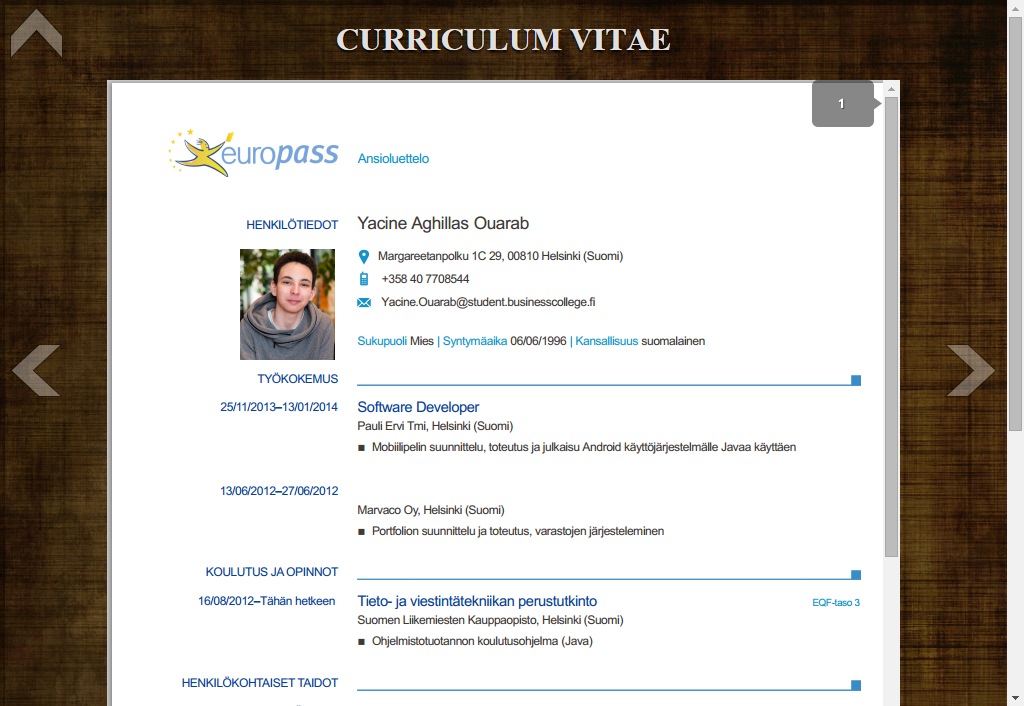 CURRICULUM VITAE
1
europass Ansioluettelo
HENKILÖTIEDOT Yacine Aghillas Ouarab
Margareetanpolku 1C 29, 00810 Helsinki (Suomi)
+358 40 7708544
Yacine.Ouarab@student.businesscollege.fi
Sukupuoli Mies | Syntymäaika 06/06/1996 | Kansallisuus suomalainen
TYÖKOKEMUS
25/11/2013–13/01/2014 Software Developer
Pauli Ervi Tmi, Helsinki (Suomi)
▪ Mobiilipelin suunnittelu, toteutus ja julkaisu Android käyttöjärjestelmälle Javaa käyttäen
13/06/2012–27/06/2012
Marvaco Oy, Helsinki (Suomi)
▪ Portfolion suunnittelu ja toteutus, varastojen järjesteleminen
KOULUTUS JA OPINNOT
16/08/2012–Tähän hetkeen Tieto- ja viestintätekniikan perustutkinto EQF-taso 3
Suomen Liikemiesten Kauppaopisto, Helsinki (Suomi)
▪ Ohjelmistotuotannon koulutusohjelma (Java)
HENKILÖKOHTAISET TAIDOT